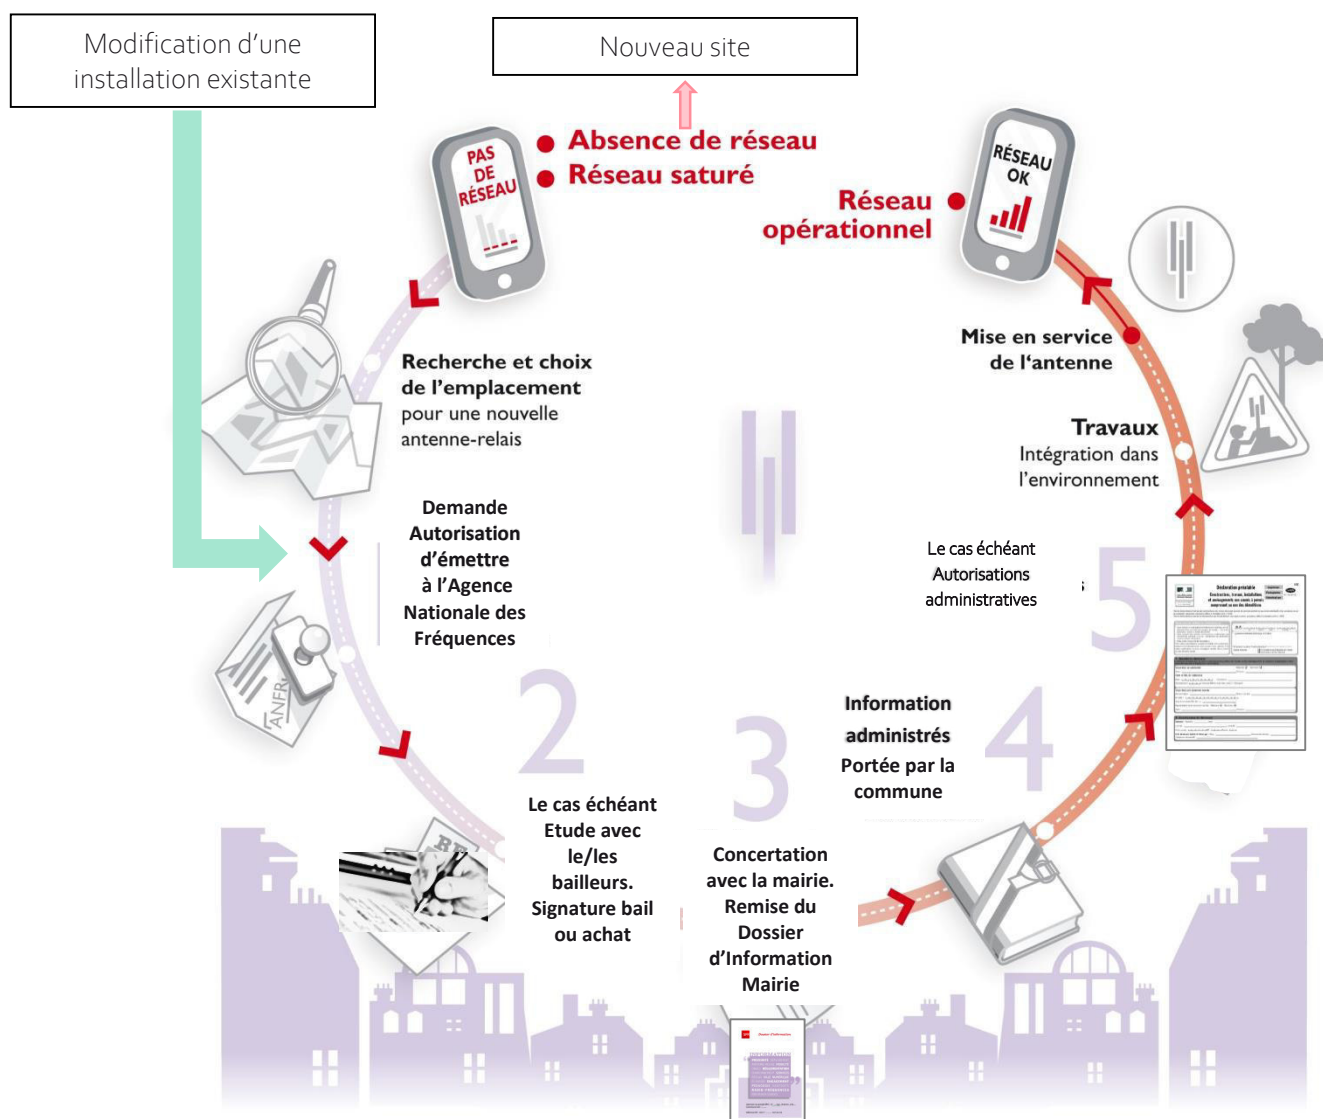 Modification d'une
installation existante
Nouveau site
PAS
DE
RÉSEAU
Absence de réseau
Réseau saturé
RÉSEAU
OK
Réseau
opérationnel
Recherche et choix
de l'emplacement
pour une nouvelle
antenne-relais
Mise en service
de l'antenne
Travaux
Intégration dans
l'environnement
Demande
Autorisation
d'émettre
à l'Agence
Nationale des
Fréquences
ANFR
Le cas échéant
Autorisations
administratives
5
Déclaration préalable
2
Le cas échéant
Etude avec
le/les
bailleurs.
Signature bail
ou achat
3
Concertation
avec la mairie.
Remise du
Dossier
d'Information
Mairie
4
Information
administrés
Portée par la
commune
INFORMATION